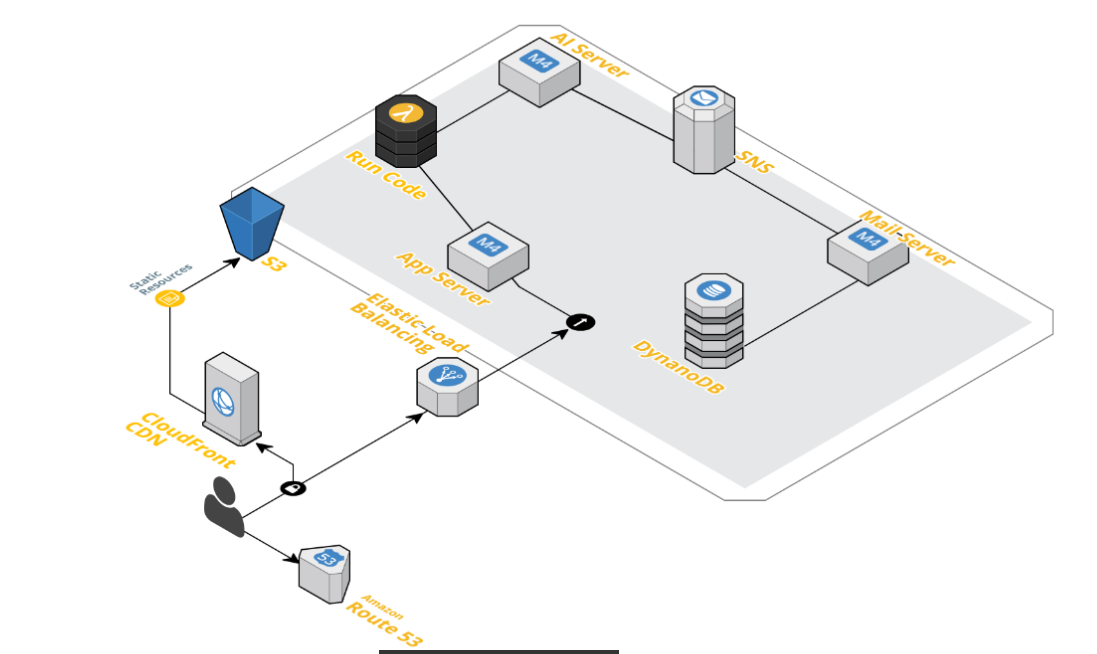 AI Server
M4
λ
Run Code
SNS
Mail-Server
M4
S3
M4
App Server
Static
Resources
Elastic-Load
Balancing
DynanoDB
CloudFront
CDN
53
Amazon
Route 53